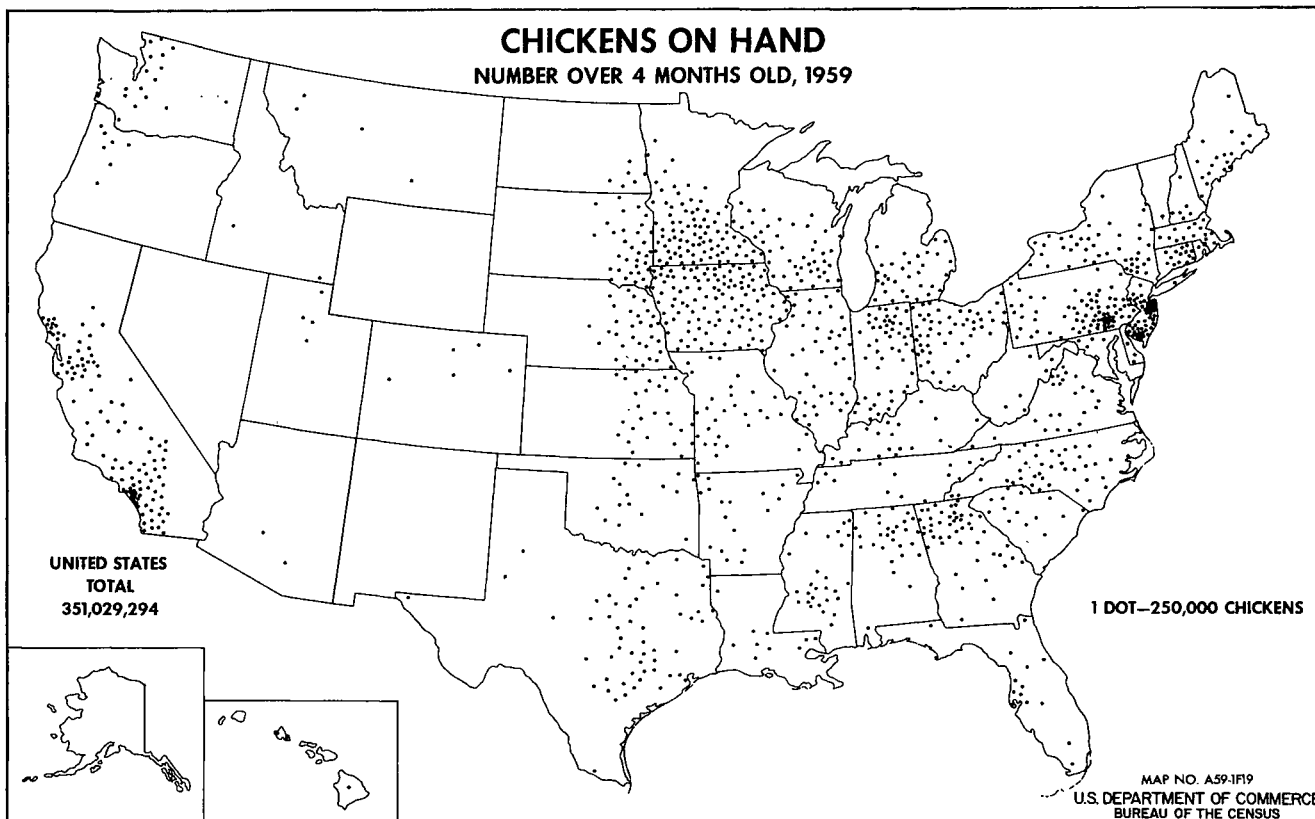 CHICKENS ON HAND
NUMBER OVER 4 MONTHS OLD, 1959
UNITED STATES
TOTAL
351,029,294
1 DOT—250,000 CHICKENS
MAP NO. A59-1F19
U.S. DEPARTMENT OF COMMERCE
BUREAU OF THE CENSUS